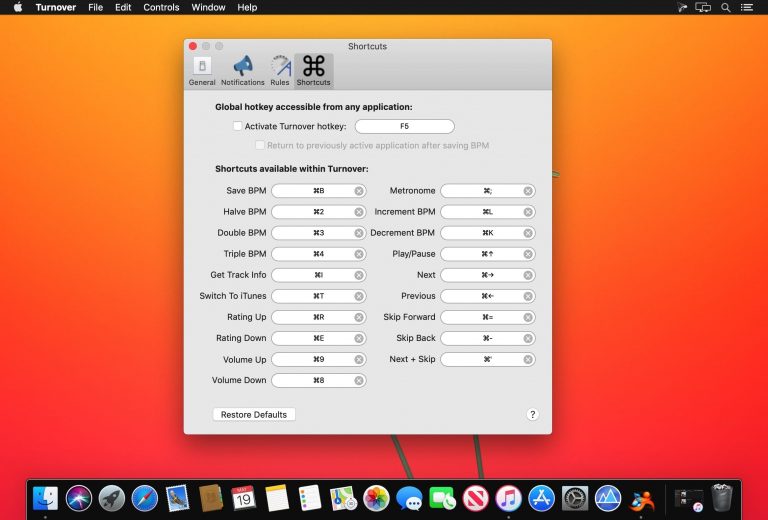 Turnover File Edit Controls Window Help
Shortcuts
General Notifications Rules Shortcuts
Global hotkey accessible from any application:
Activate Turnover hotkey: F5
Return to previously active application after saving BPM
Shortcuts available within Turnover:
Save BPM ⌘B Metronome ⌘;
Halve BPM ⌘2 Increment BPM ⌘L
Double BPM ⌘3 Decrement BPM ⌘K
Triple BPM ⌘4 Play/Pause ⌘↑
Get Track Info ⌘I Next ⌘→
Switch To iTunes ⌘T Previous ⌘←
Rating Up ⌘R Skip Forward ⌘=
Rating Down ⌘E Skip Back ⌘-
Volume Up ⌘9 Next + Skip ⌘'
Volume Down ⌘8
Restore Defaults ?
MAY
19